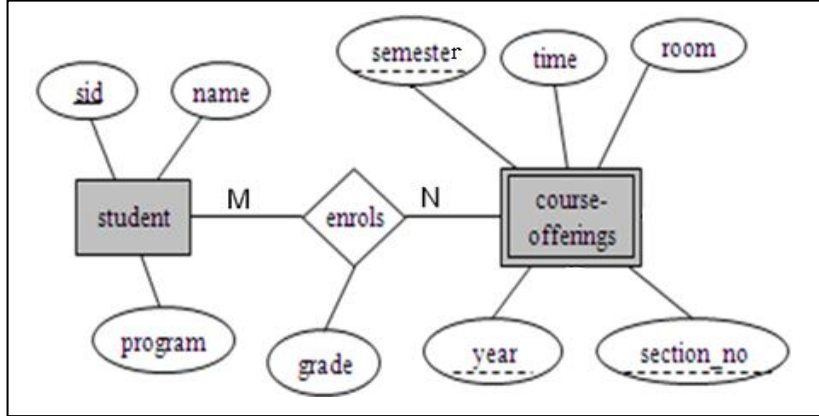 semester
time
room
sid
name
student
M
enrols
N
course-
offerings
program
grade
year
section_no